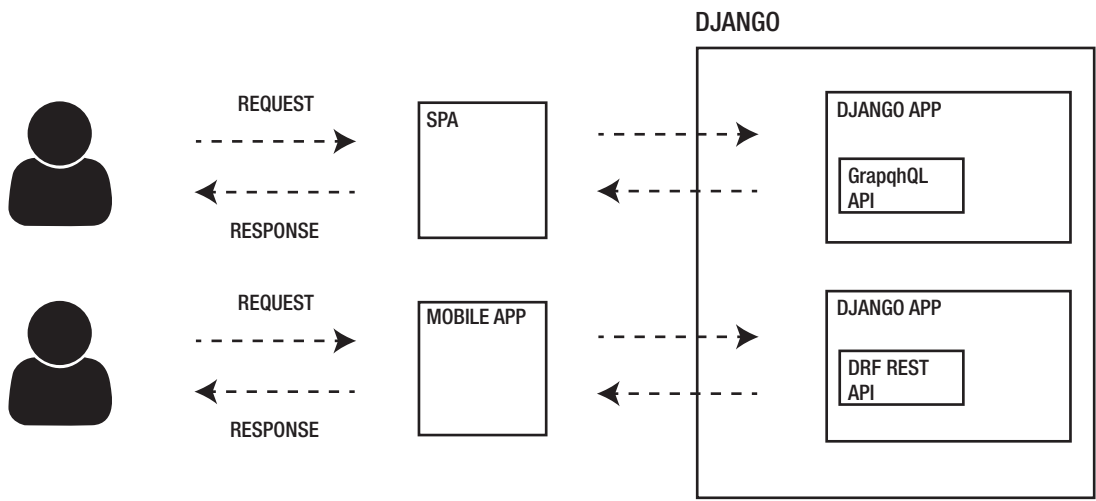 DJANGO
REQUEST
SPA
DJANGO APP
GrapqhQL
API
RESPONSE
REQUEST
MOBILE APP
DJANGO APP
DRF REST
API
RESPONSE